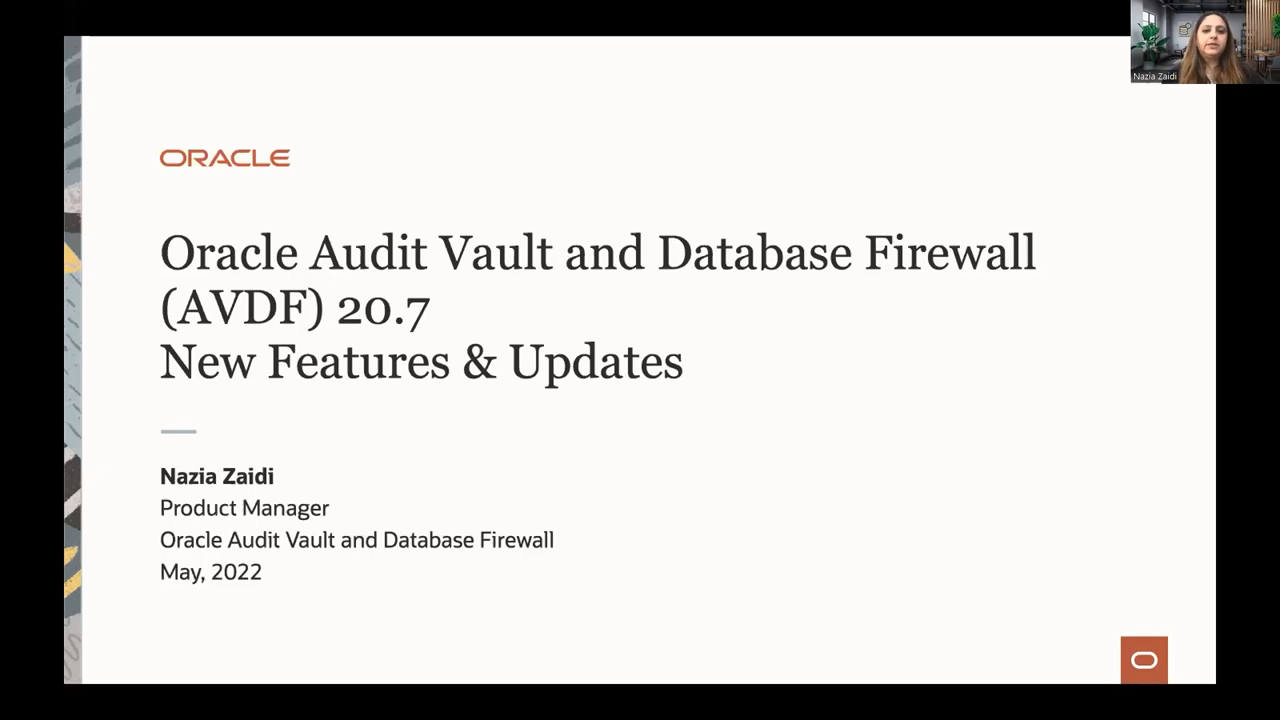 Nazia Zaidi
ORACLE
Oracle Audit Vault and Database Firewall
(AVDF) 20.7
New Features & Updates
Nazia Zaidi
Product Manager
Oracle Audit Vault and Database Firewall
May, 2022